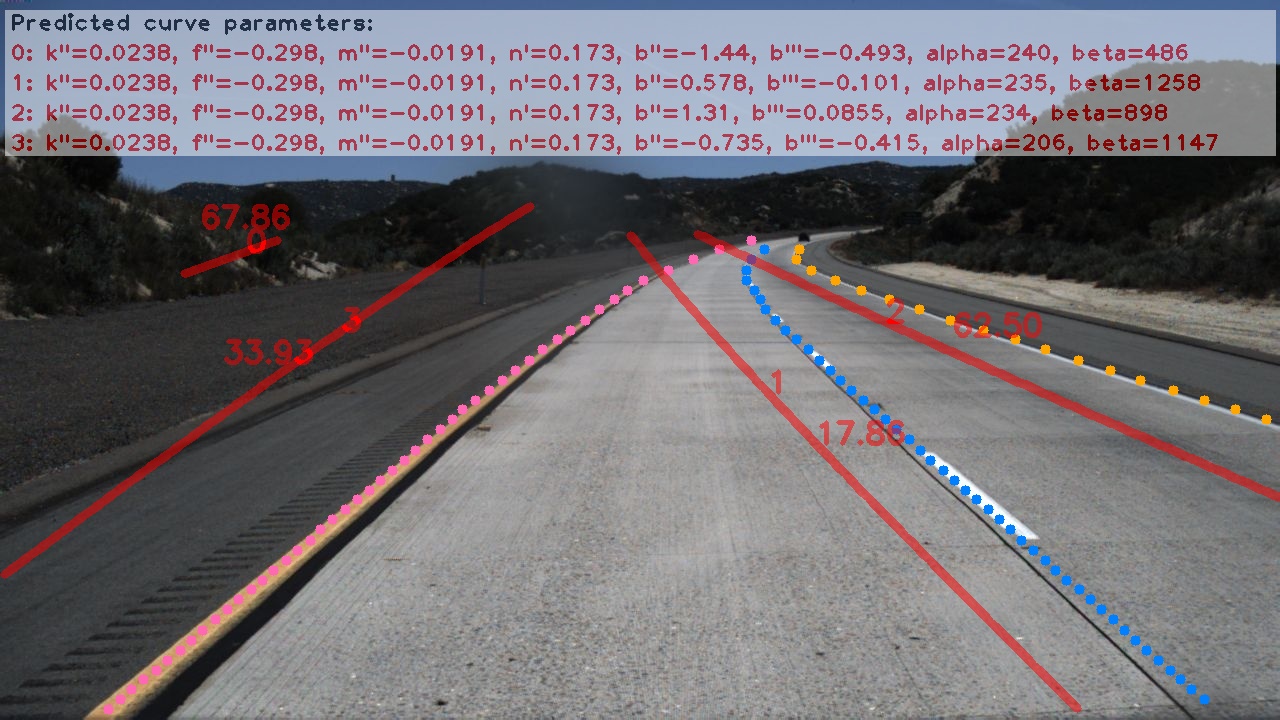 Predicted curve parameters:
0: k''=0.0238, f''=-0.298, m''=-0.0191, n'=0.173, b''=-1.44, b'''=-0.493, alpha=240, beta=486
1: k''=0.0238, f''=-0.298, m''=-0.0191, n'=0.173, b''=0.578, b'''=-0.101, alpha=235, beta=1258
2: k''=0.0238, f''=-0.298, m''=-0.0191, n'=0.173, b''=1.31, b'''=0.0855, alpha=234, beta=898
3: k''=0.0238, f''=-0.298, m''=-0.0191, n'=0.173, b''=-0.735, b'''=-0.415, alpha=206, beta=1147
67.86
0
3
2
62.50
33.93
1
17.86